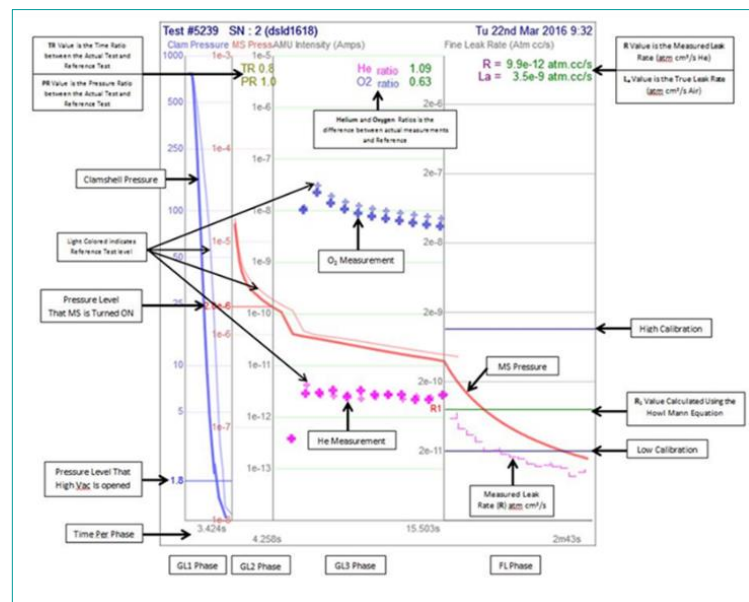 Test #5239 SN : 2 (dsld1618)
Tu 22nd Mar 2016 9:32
Clam Pressure MS Press AMU Intensity (Amps)
Fine Leak Rate (Atm cc/s)
TR 0.8
PR 1.0
He ratio 1.09
O2 ratio 0.63
R = 9.9e-12 atm.cc/s
La = 3.5e-9 atm.cc/s
TR Value is the Time Ratio
between the Actual Test and
Reference Test
PR Value is the Pressure Ratio
between the Actual Test and
Reference Test
R Value is the Measured Leak
Rate (atm cm³/s He)
Lₐ Value is the True Leak Rate
(atm cm³/s Air)
Helium and Oxygen Ratios is the
difference between actual measurements
and Reference
1000
500
250
100
50
25
10
5
1.8
1e-3
1e-4
1e-5
1e-6
1e-7
1e-5
1e-6
1e-7
1e-8
1e-9
1e-10
1e-11
1e-12
1e-13
2e-6
2e-7
2e-8
2e-9
2e-10
2e-11
R1
Clamshell Pressure
Light Colored indicates
Reference Test level
Pressure Level
That MS is Turned ON
Pressure Level That
High Vac Is opened
Time Per Phase
O₂ Measurement
He Measurement
MS Pressure
Measured Leak
Rate (R) atm cm³/s
High Calibration
R₁ Value Calculated Using the
Howl Mann Equation
Low Calibration
3.424s
4.258s
15.503s
2m43s
GL1 Phase
GL2 Phase
GL3 Phase
FL Phase